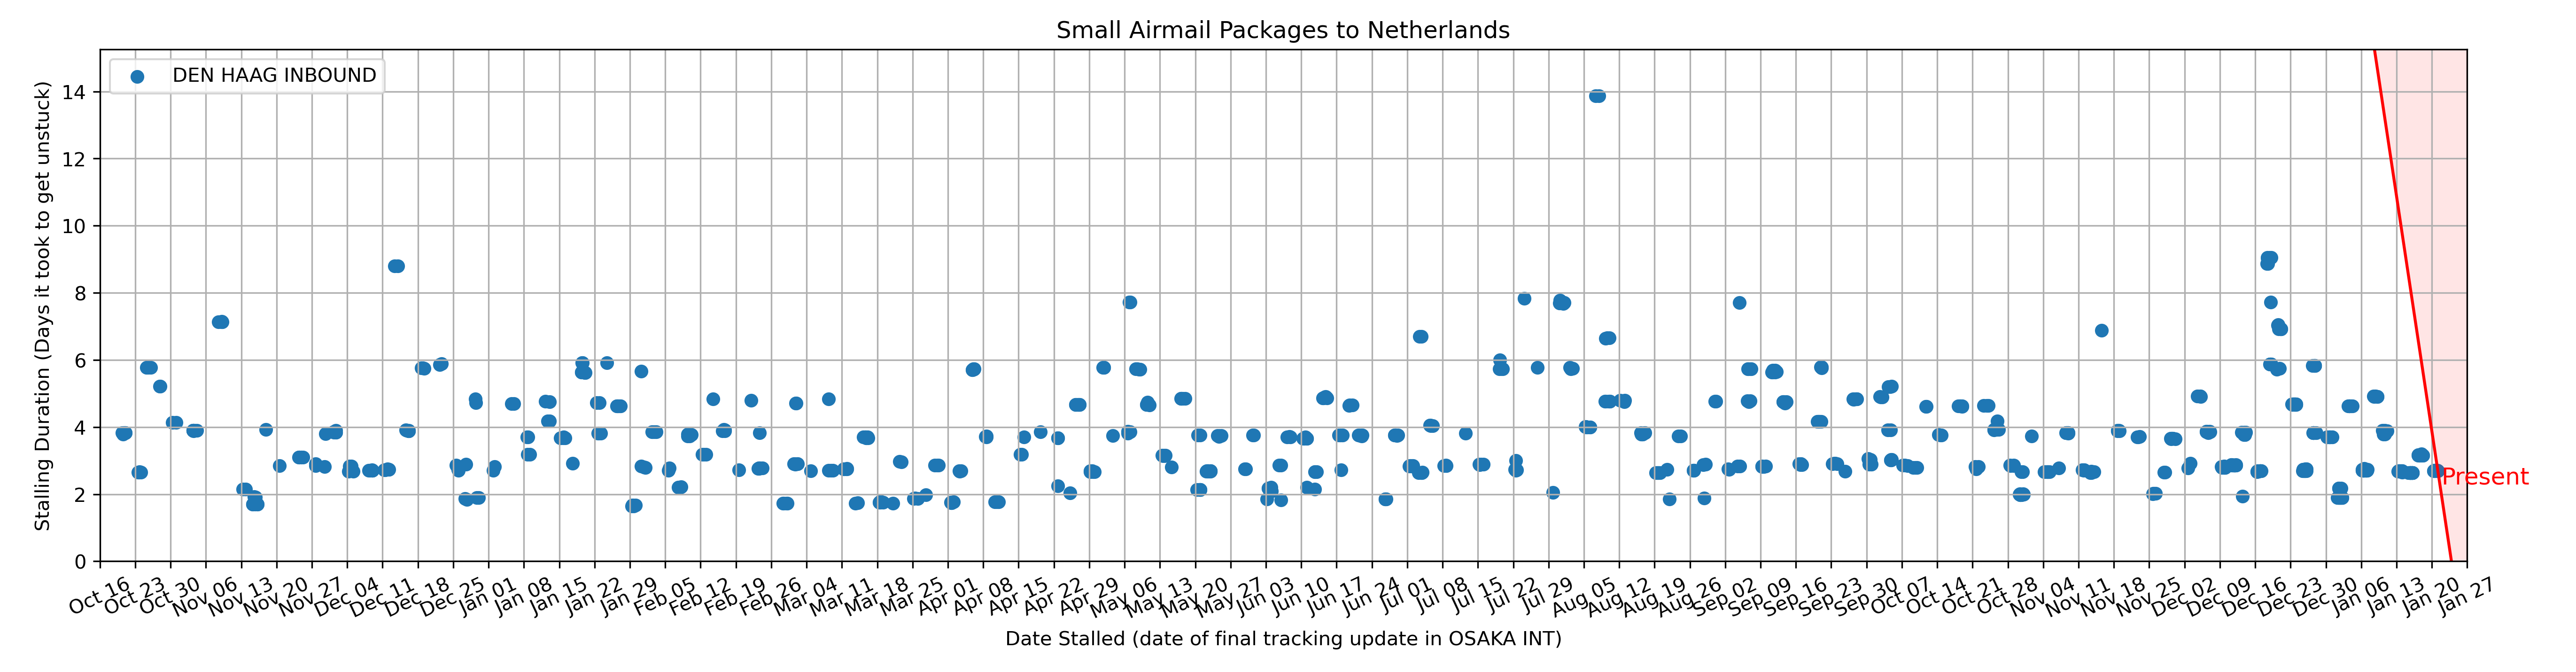 Small Airmail Packages to Netherlands
DEN HAAG INBOUND
Stalling Duration (Days it took to get unstuck)
14
12
10
8
6
4
2
0
Present
Oct 16
Oct 23
Oct 30
Nov 06
Nov 13
Nov 20
Nov 27
Dec 04
Dec 11
Dec 18
Dec 25
Jan 01
Jan 08
Jan 15
Jan 22
Jan 29
Feb 05
Feb 12
Feb 19
Feb 26
Mar 04
Mar 11
Mar 18
Mar 25
Apr 01
Apr 08
Apr 15
Apr 22
Apr 29
May 06
May 13
May 20
May 27
Jun 03
Jun 10
Jun 17
Jun 24
Jul 01
Jul 08
Jul 15
Jul 22
Jul 29
Aug 05
Aug 12
Aug 19
Aug 26
Sep 02
Sep 09
Sep 16
Sep 23
Sep 30
Oct 07
Oct 14
Oct 21
Oct 28
Nov 04
Nov 11
Nov 18
Nov 25
Dec 02
Dec 09
Dec 16
Dec 23
Dec 30
Jan 06
Jan 13
Jan 20
Jan 27
Date Stalled (date of final tracking update in OSAKA INT)